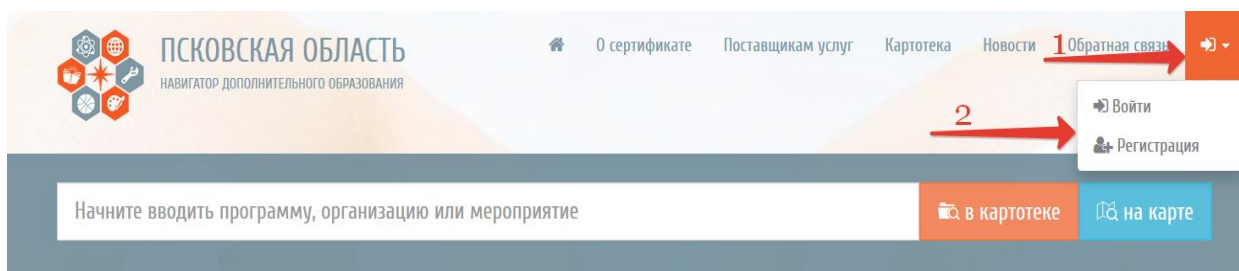 ПСКОВСКАЯ ОБЛАСТЬ
НАВИГАТОР ДОПОЛНИТЕЛЬНОГО ОБРАЗОВАНИЯ
О сертификате Поставщикам услуг Картотека Новости 1 Обратная связь
Войти
2
Регистрация
Начните вводить программу, организацию или мероприятие в картотеке на карте